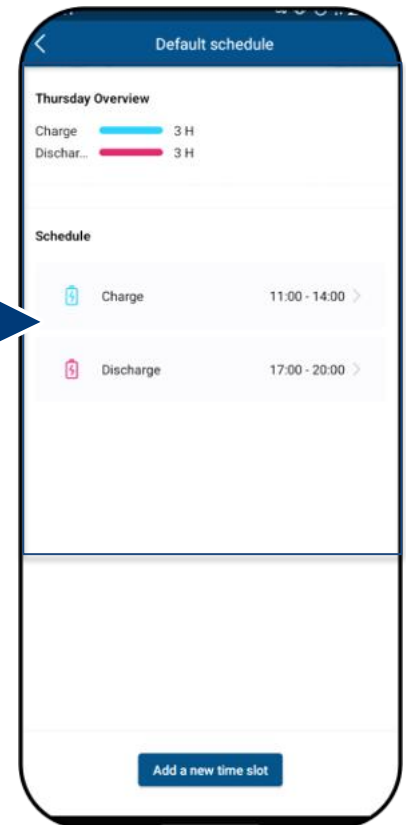 Default schedule
Thursday Overview
Charge 3 H
Dischar... 3 H
Schedule
Charge 11:00 - 14:00
Discharge 17:00 - 20:00
Add a new time slot